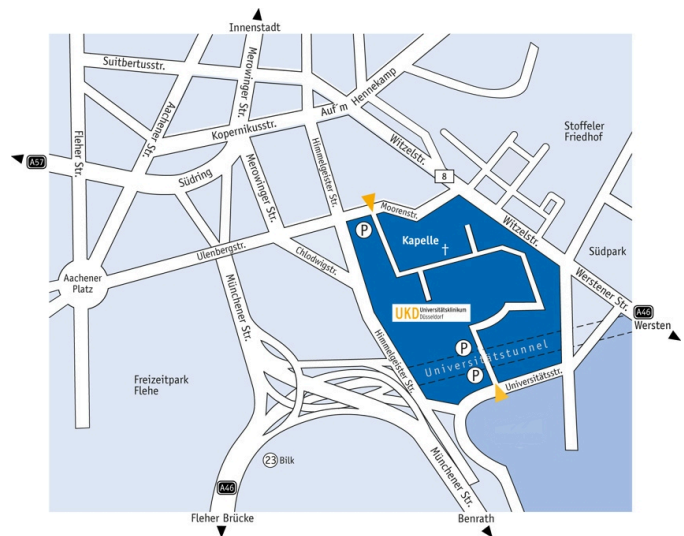 Innenstadt
Suitbertusstr.
Merowinger Str.
Auf'm Hennekamp
Aachener Str.
Kopernikusstr.
Fleher Str.
A57
Südring
Merowinger Str.
Himmelgeister Str.
Witzelstr.
Stoffeler
Friedhof
8
Moorenstr.
P
Kapelle
Witzelstr.
Südpark
Ulenbergstr.
Chlodwigstr.
Aachener
Platz
Münchener Str.
UKD Universitätsklinikum
Düsseldorf
Werstener Str.
A46
Wersten
Himmelgeister Str.
P
Universitätstunnel
P
Universitätsstr.
Freizeitpark
Flehe
23 Bilk
Münchener Str.
A46
Fleher Brücke
Benrath